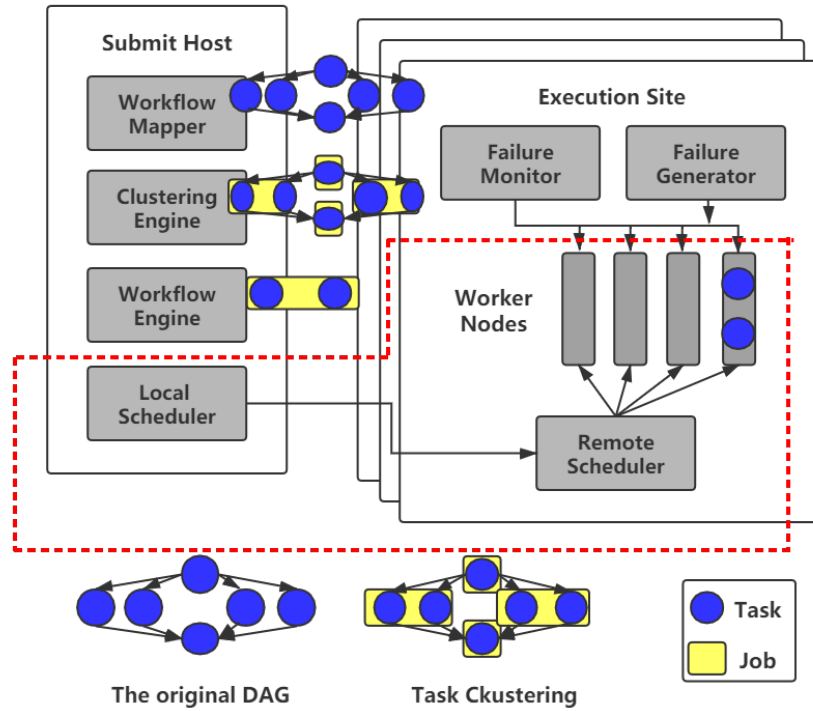 Submit Host
Workflow
Mapper
Clustering
Engine
Workflow
Engine
Local
Scheduler
Execution Site
Failure
Monitor
Failure
Generator
Worker
Nodes
Remote
Scheduler
The original DAG
Task Ckustering
Task
Job